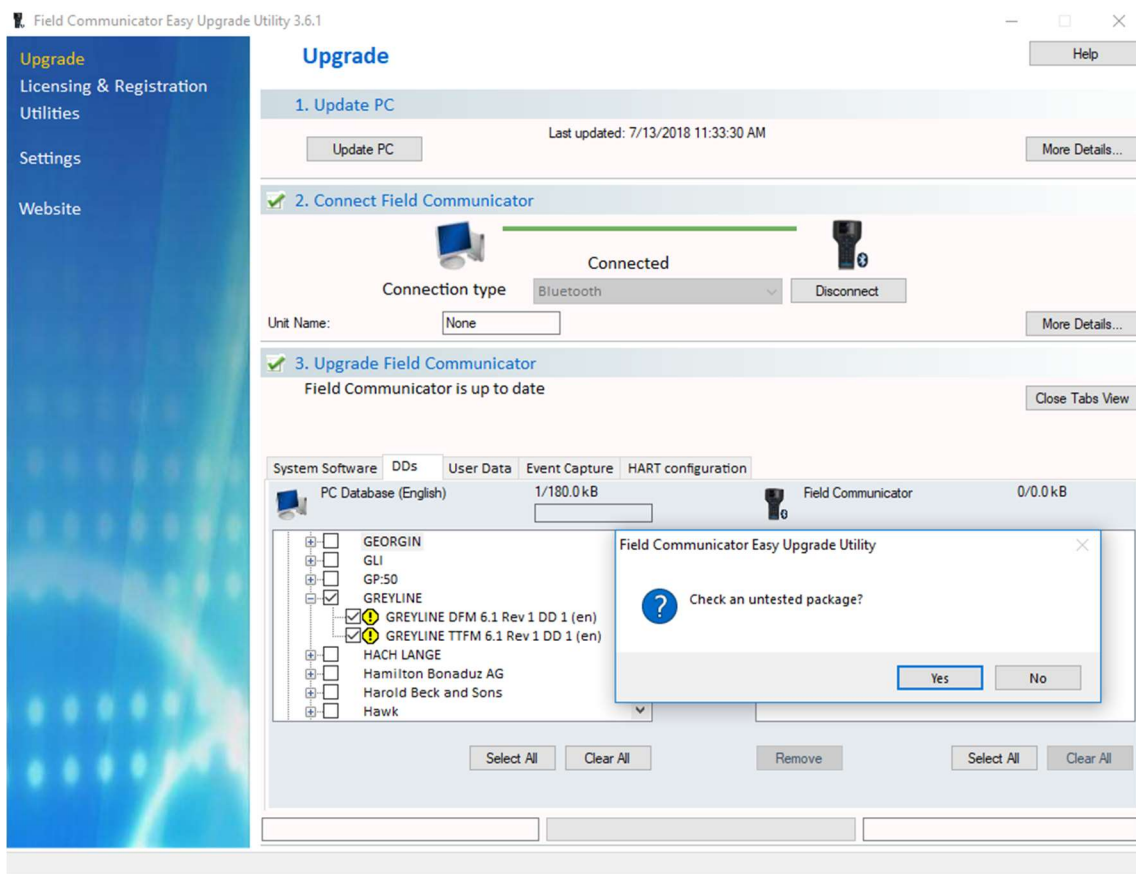 Field Communicator Easy Upgrade Utility 3.6.1
Upgrade
Licensing & Registration
Utilities
Settings
Website
Upgrade
Help
1. Update PC
Update PC
Last updated: 7/13/2018 11:33:30 AM
More Details...
2. Connect Field Communicator
Connected
Connection type
Bluetooth
Disconnect
Unit Name:
None
More Details...
3. Upgrade Field Communicator
Field Communicator is up to date
Close Tabs View
System Software DDs User Data Event Capture HART configuration
PC Database (English) 1/180.0 kB
Field Communicator 0/0.0 kB
GEORGIN
GLI
GP:50
GREYLINE
GREYLINE DFM 6.1 Rev 1 DD 1 (en)
GREYLINE TTFM 6.1 Rev 1 DD 1 (en)
HACH LANGE
Hamilton Bonaduz AG
Harold Beck and Sons
Hawk
Field Communicator Easy Upgrade Utility
Check an untested package?
Yes No
Select All Clear All Remove Select All Clear All